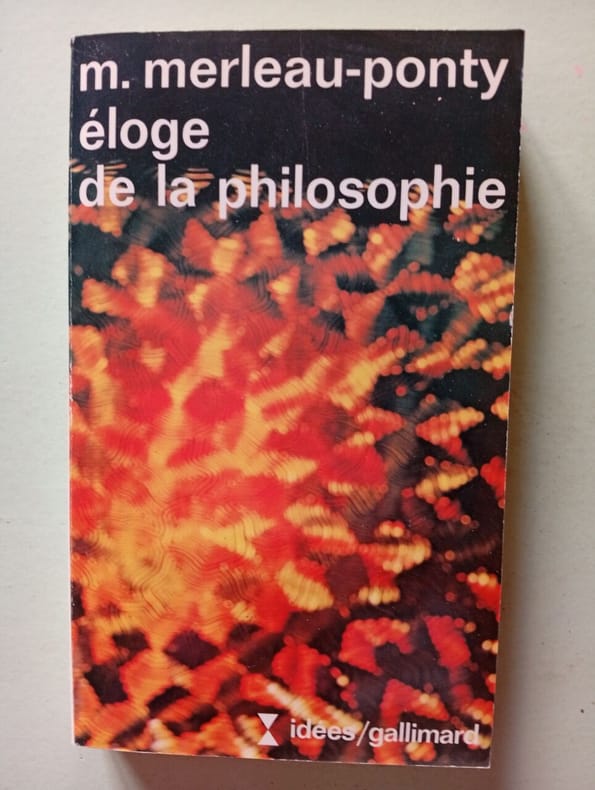 m. merleau-ponty
éloge
de la philosophie
idées/gallimard